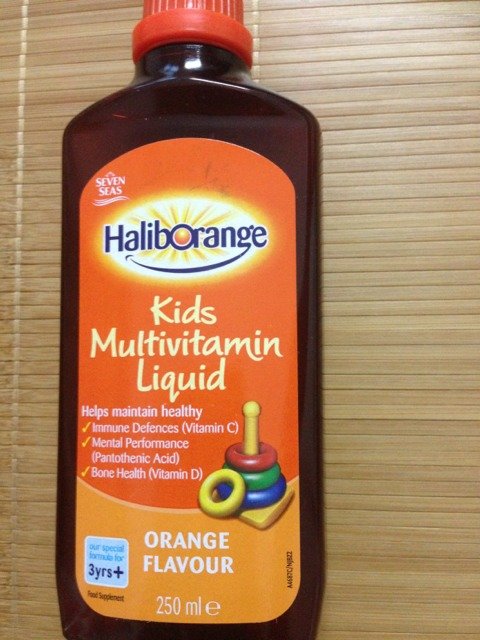 SEVEN
SEAS
HalibOrange
Kids
Multivitamin
Liquid
Helps maintain healthy
✓Immune Defences (Vitamin C)
✓Mental Performance
(Pantothenic Acid)
✓Bone Health (Vitamin D)
our special
formula for
3yrs+
Food Supplement
ORANGE
FLAVOUR
250 ml e